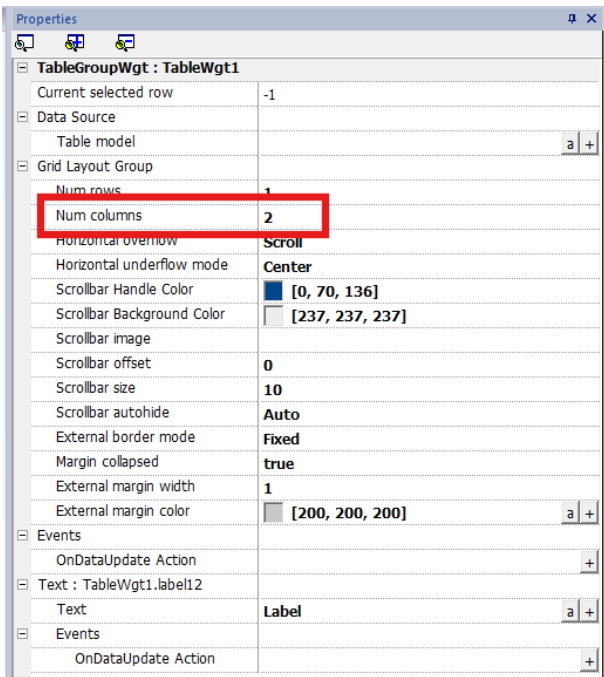 Properties
TableGroupWgt : TableWgt1
Current selected row -1
Data Source
Table model a +
Grid Layout Group
Num rows 1
Num columns 2
Horizontal overflow Scroll
Horizontal underflow mode Center
Scrollbar Handle Color [0, 70, 136]
Scrollbar Background Color [237, 237, 237]
Scrollbar image
Scrollbar offset 0
Scrollbar size 10
Scrollbar autohide Auto
External border mode Fixed
Margin collapsed true
External margin width 1
External margin color [200, 200, 200] a +
Events
OnDataUpdate Action +
Text : TableWgt1.label12
Text Label a +
Events
OnDataUpdate Action +